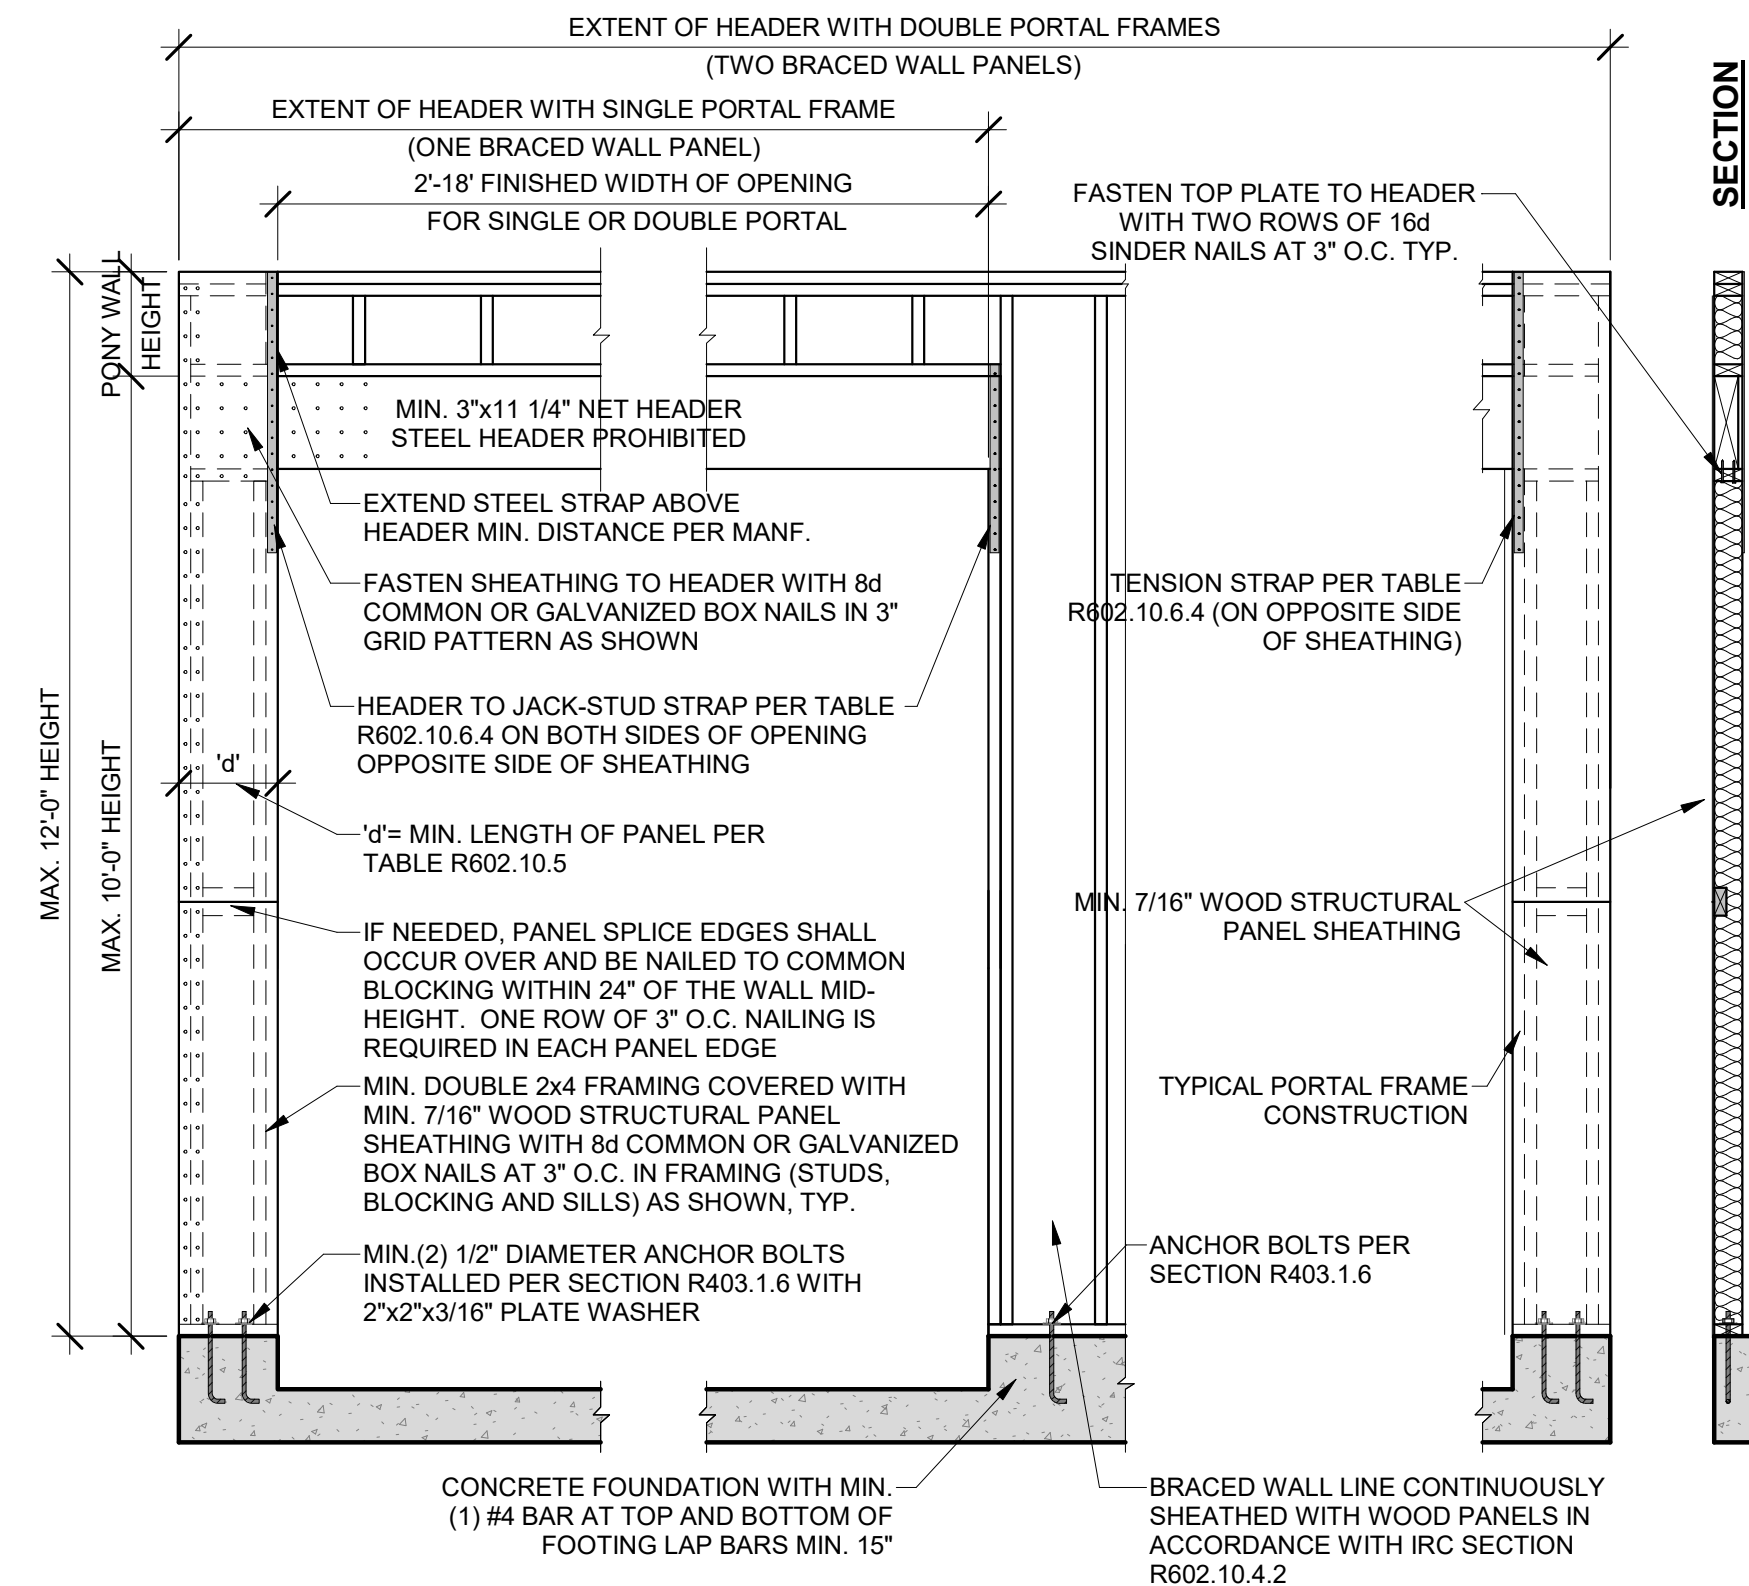 EXTENT OF HEADER WITH DOUBLE PORTAL FRAMES
(TWO BRACED WALL PANELS)
EXTENT OF HEADER WITH SINGLE PORTAL FRAME
(ONE BRACED WALL PANEL)
2'-18' FINISHED WIDTH OF OPENING
FOR SINGLE OR DOUBLE PORTAL
FASTEN TOP PLATE TO HEADER
WITH TWO ROWS OF 16d
SINDER NAILS AT 3" O.C. TYP.
SECTION
PONY WALL
HEIGHT
MIN. 3"x11 1/4" NET HEADER
STEEL HEADER PROHIBITED
EXTEND STEEL STRAP ABOVE
HEADER MIN. DISTANCE PER MANF.
FASTEN SHEATHING TO HEADER WITH 8d
COMMON OR GALVANIZED BOX NAILS IN 3"
GRID PATTERN AS SHOWN
TENSION STRAP PER TABLE
R602.10.6.4 (ON OPPOSITE SIDE
OF SHEATHING)
HEADER TO JACK-STUD STRAP PER TABLE
R602.10.6.4 ON BOTH SIDES OF OPENING
OPPOSITE SIDE OF SHEATHING
MAX. 12'-0" HEIGHT
MAX. 10'-0" HEIGHT
'd'
'd'= MIN. LENGTH OF PANEL PER
TABLE R602.10.5
MIN. 7/16" WOOD STRUCTURAL
PANEL SHEATHING
IF NEEDED, PANEL SPLICE EDGES SHALL
OCCUR OVER AND BE NAILED TO COMMON
BLOCKING WITHIN 24" OF THE WALL MID-
HEIGHT.  ONE ROW OF 3" O.C. NAILING IS
REQUIRED IN EACH PANEL EDGE
MIN. DOUBLE 2x4 FRAMING COVERED WITH
MIN. 7/16" WOOD STRUCTURAL PANEL
SHEATHING WITH 8d COMMON OR GALVANIZED
BOX NAILS AT 3" O.C. IN FRAMING (STUDS,
BLOCKING AND SILLS) AS SHOWN, TYP.
TYPICAL PORTAL FRAME
CONSTRUCTION
MIN.(2) 1/2" DIAMETER ANCHOR BOLTS
INSTALLED PER SECTION R403.1.6 WITH
2"x2"x3/16" PLATE WASHER
ANCHOR BOLTS PER
SECTION R403.1.6
CONCRETE FOUNDATION WITH MIN.
(1) #4 BAR AT TOP AND BOTTOM OF
FOOTING LAP BARS MIN. 15"
BRACED WALL LINE CONTINUOUSLY
SHEATHED WITH WOOD PANELS IN
ACCORDANCE WITH IRC SECTION
R602.10.4.2